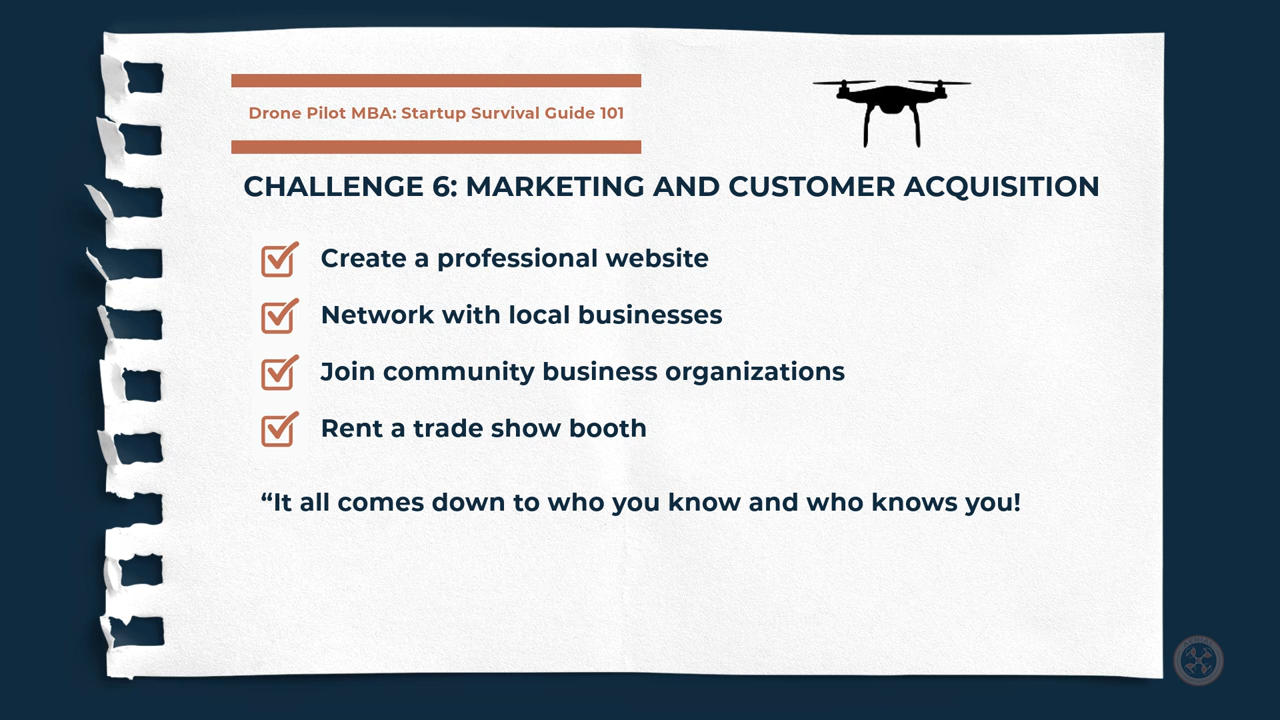 Drone Pilot MBA: Startup Survival Guide 101
CHALLENGE 6: MARKETING AND CUSTOMER ACQUISITION
Create a professional website
Network with local businesses
Join community business organizations
Rent a trade show booth
“It all comes down to who you know and who knows you!